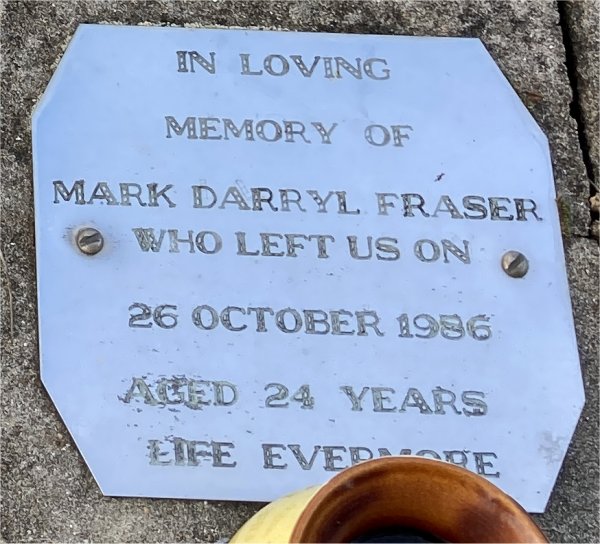 IN LOVING
MEMORY OF
MARK DARRYL FRASER
WHO LEFT US ON
26 OCTOBER 1986
AGED 24 YEARS
LIFE EVERMORE